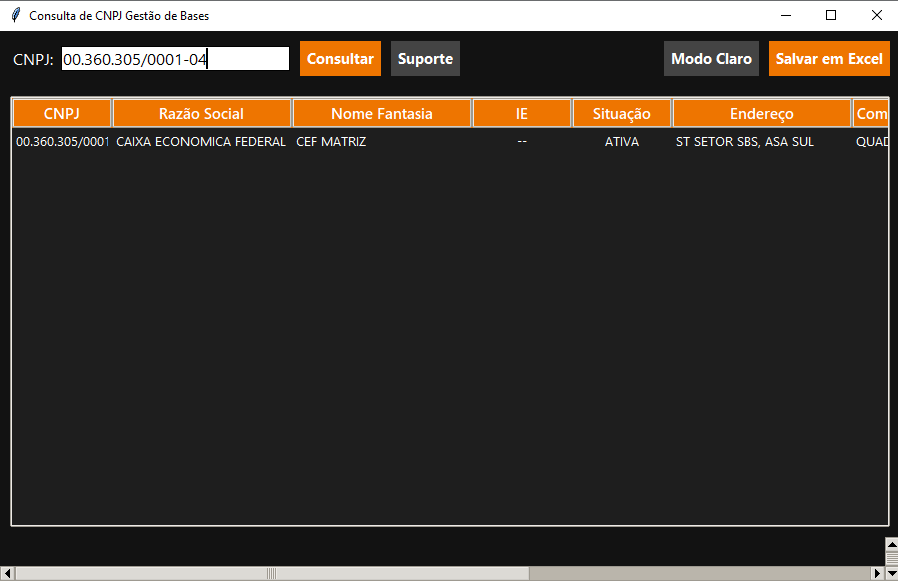 Consulta de CNPJ Gestão de Bases
CNPJ: 00.360.305/0001-04 Consultar Suporte Modo Claro Salvar em Excel
CNPJ Razão Social Nome Fantasia IE Situação Endereço Com
00.360.305/0001 CAIXA ECONOMICA FEDERAL CEF MATRIZ -- ATIVA ST SETOR SBS, ASA SUL QUAD